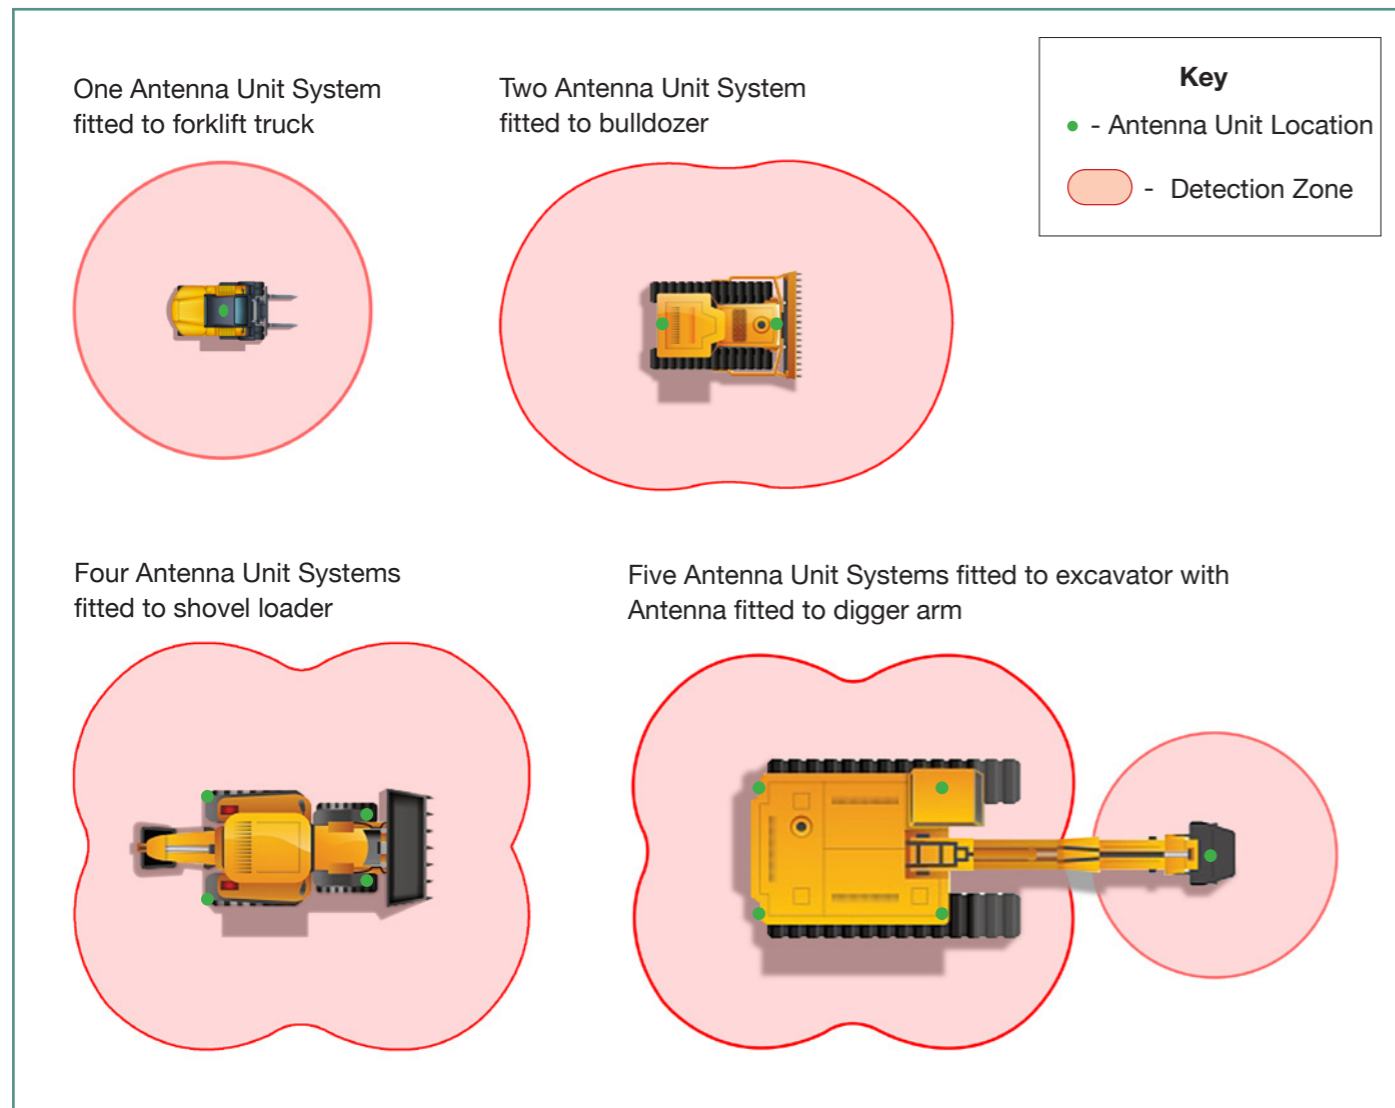 One Antenna Unit System
fitted to forklift truck
Two Antenna Unit System
fitted to bulldozer
Key
- Antenna Unit Location
- Detection Zone
Four Antenna Unit Systems
fitted to shovel loader
Five Antenna Unit Systems fitted to excavator with
Antenna fitted to digger arm